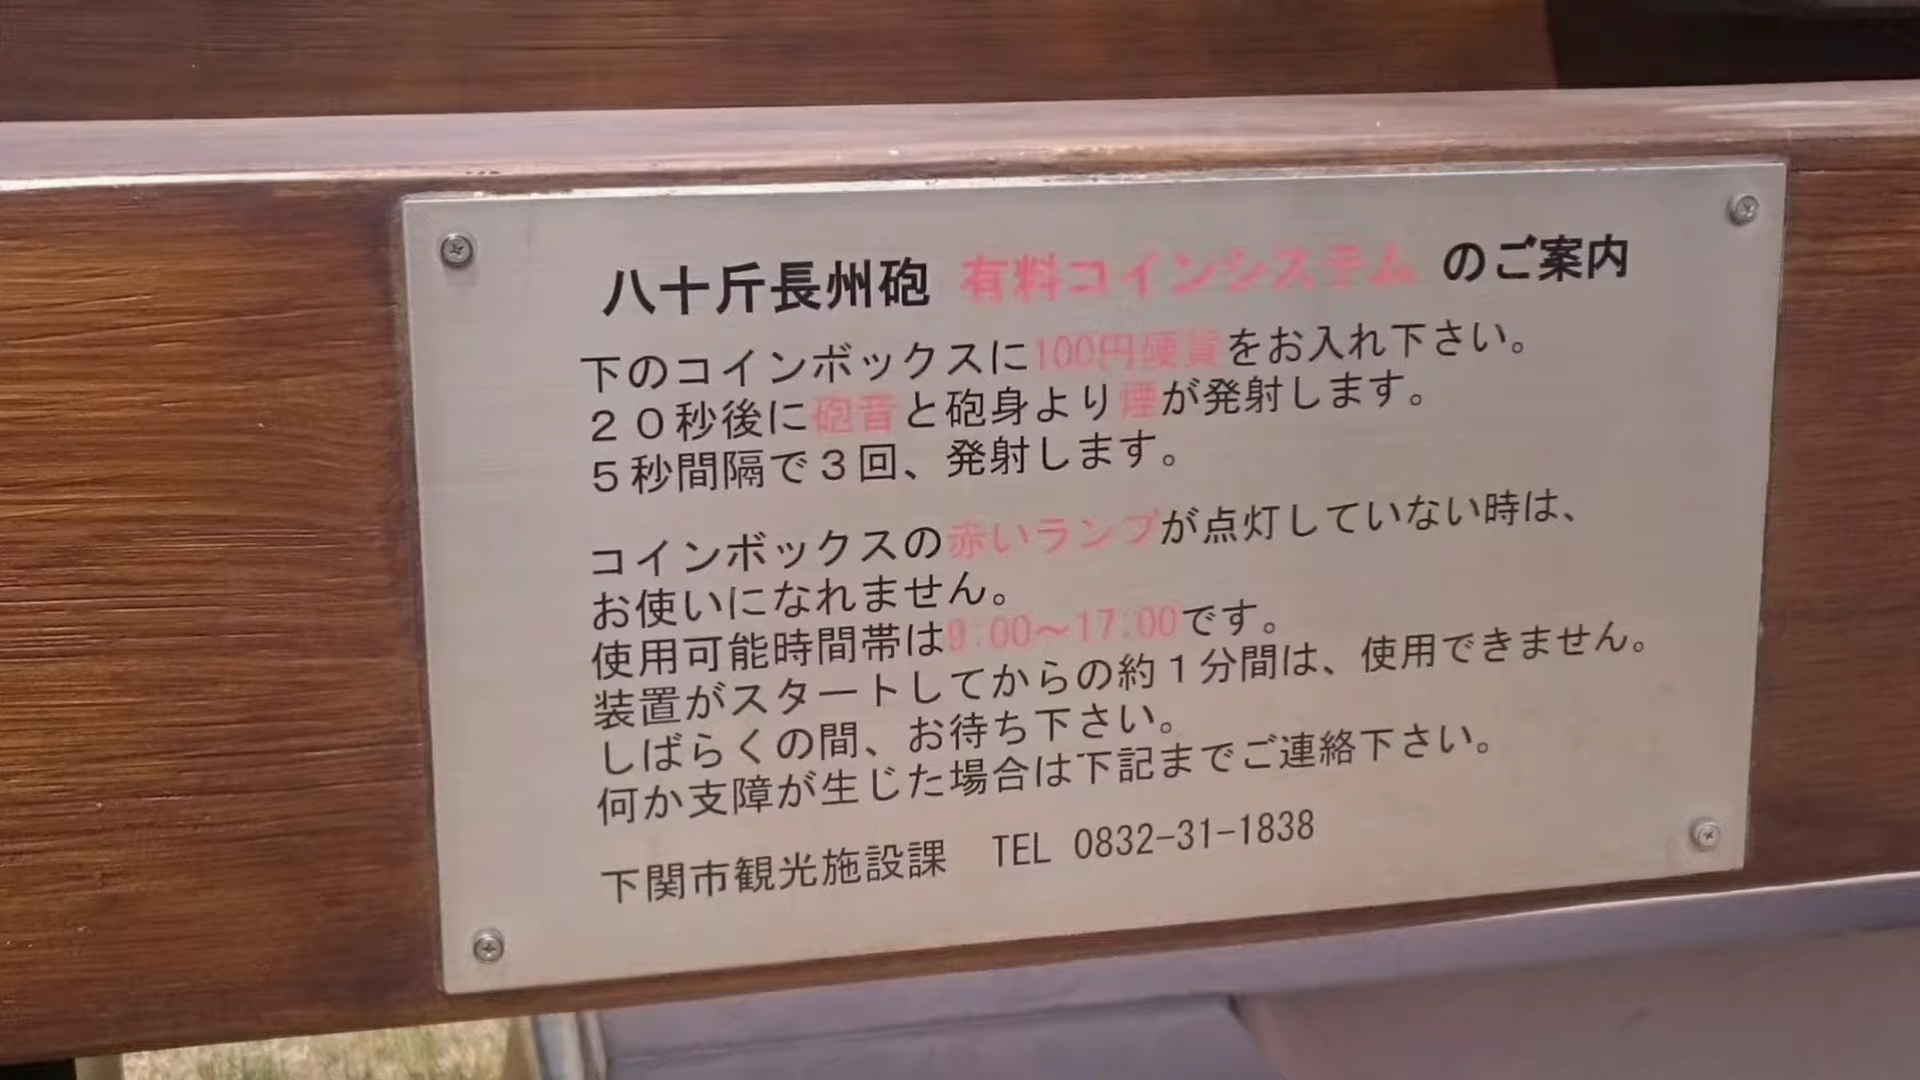 八十斤長州砲 有料コインシステム のご案内
下のコインボックスに100円硬貨をお入れ下さい。
２０秒後に砲音と砲身より煙が発射します。
５秒間隔で３回、発射します。
コインボックスの赤いランプが点灯していない時は、
お使いになれません。
使用可能時間帯は9:00～17:00です。
装置がスタートしてからの約１分間は、使用できません。
しばらくの間、お待ち下さい。
何か支障が生じた場合は下記までご連絡下さい。
下関市観光施設課 TEL 0832-31-1838